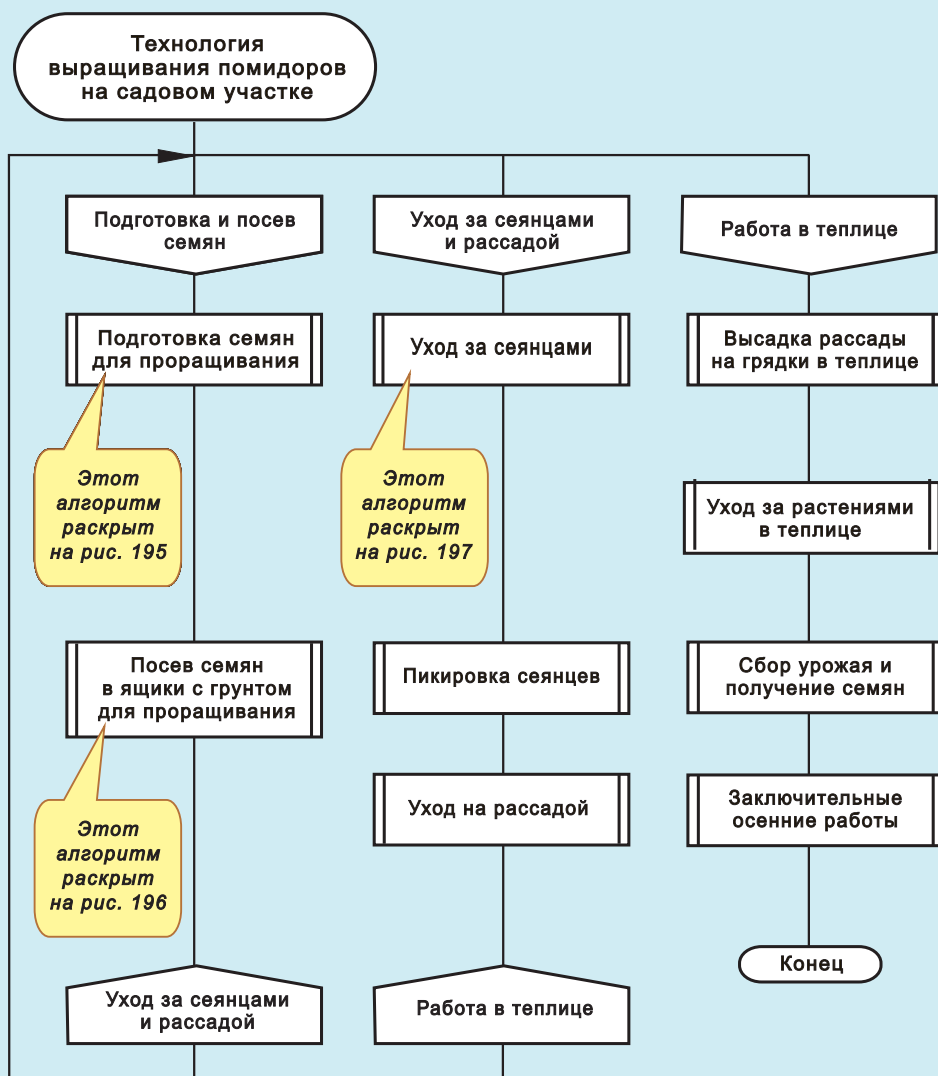 Технология
выращивания помидоров
на садовом участке
Подготовка и посев
семян
Подготовка семян
для проращивания
Этот
алгоритм
раскрыт
на рис. 195
Посев семян
в ящики с грунтом
для проращивания
Этот
алгоритм
раскрыт
на рис. 196
Уход за сеянцами
и рассадой
Уход за сеянцами
и рассадой
Уход за сеянцами
Этот
алгоритм
раскрыт
на рис. 197
Пикировка сеянцев
Уход на рассадой
Работа в теплице
Работа в теплице
Высадка рассады
на грядки в теплице
Уход за растениями
в теплице
Сбор урожая и
получение семян
Заключительные
осенние работы
Конец